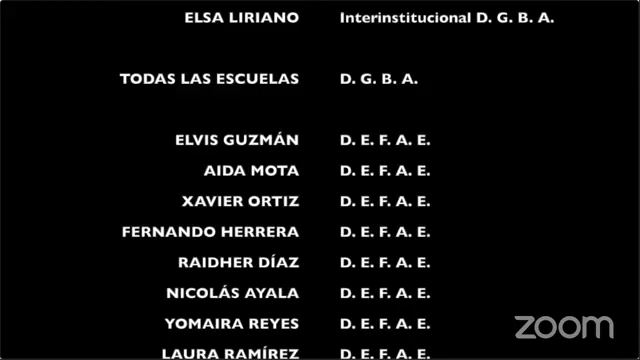 ELSA LIRIANO Interinstitucional D. G. B. A.
TODAS LAS ESCUELAS D. G. B. A.
ELVIS GUZMÁN D. E. F. A. E.
AIDA MOTA D. E. F. A. E.
XAVIER ORTIZ D. E. F. A. E.
FERNANDO HERRERA D. E. F. A. E.
RAIDHER DÍAZ D. E. F. A. E.
NICOLÁS AYALA D. E. F. A. E.
YOMAIRA REYES D. E. F. A. E.
LAURA RAMÍREZ D. E. F. A. E.
zoom